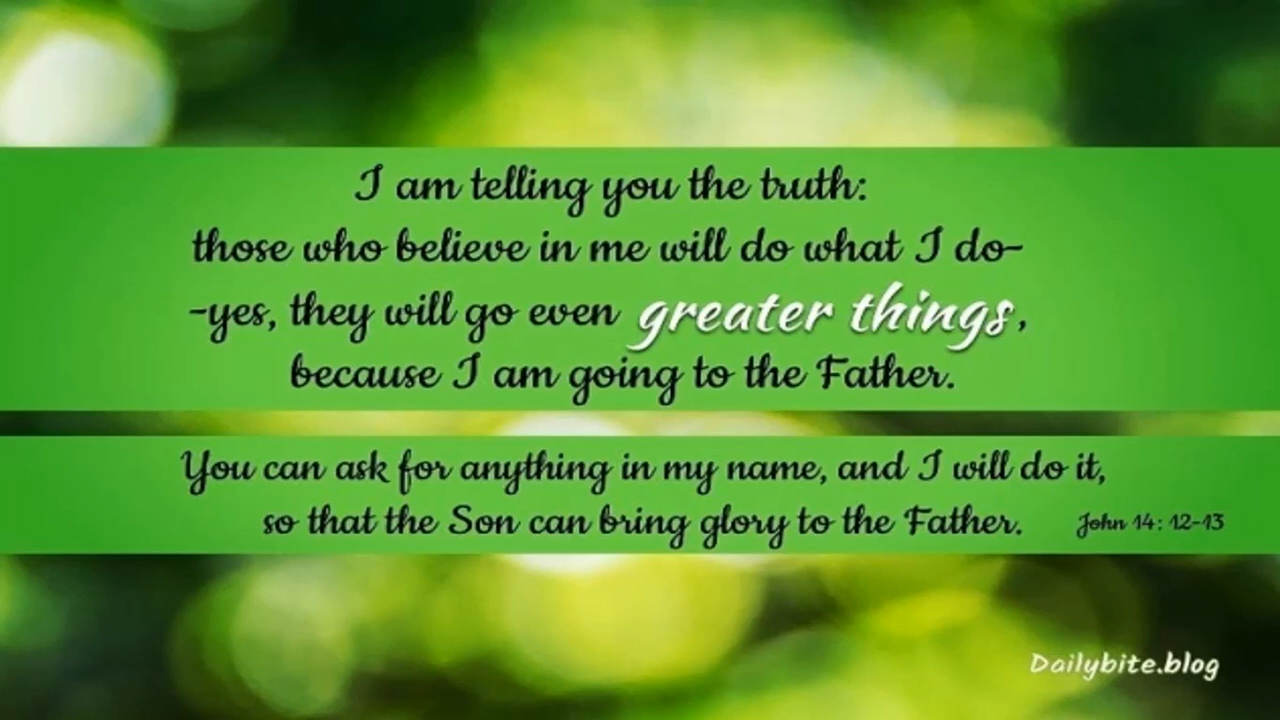 I am telling you the truth:
those who believe in me will do what I do-
-yes, they will go even greater things,
because I am going to the Father.
You can ask for anything in my name, and I will do it,
so that the Son can bring glory to the Father.
John 14: 12-13
Dailybite.blog